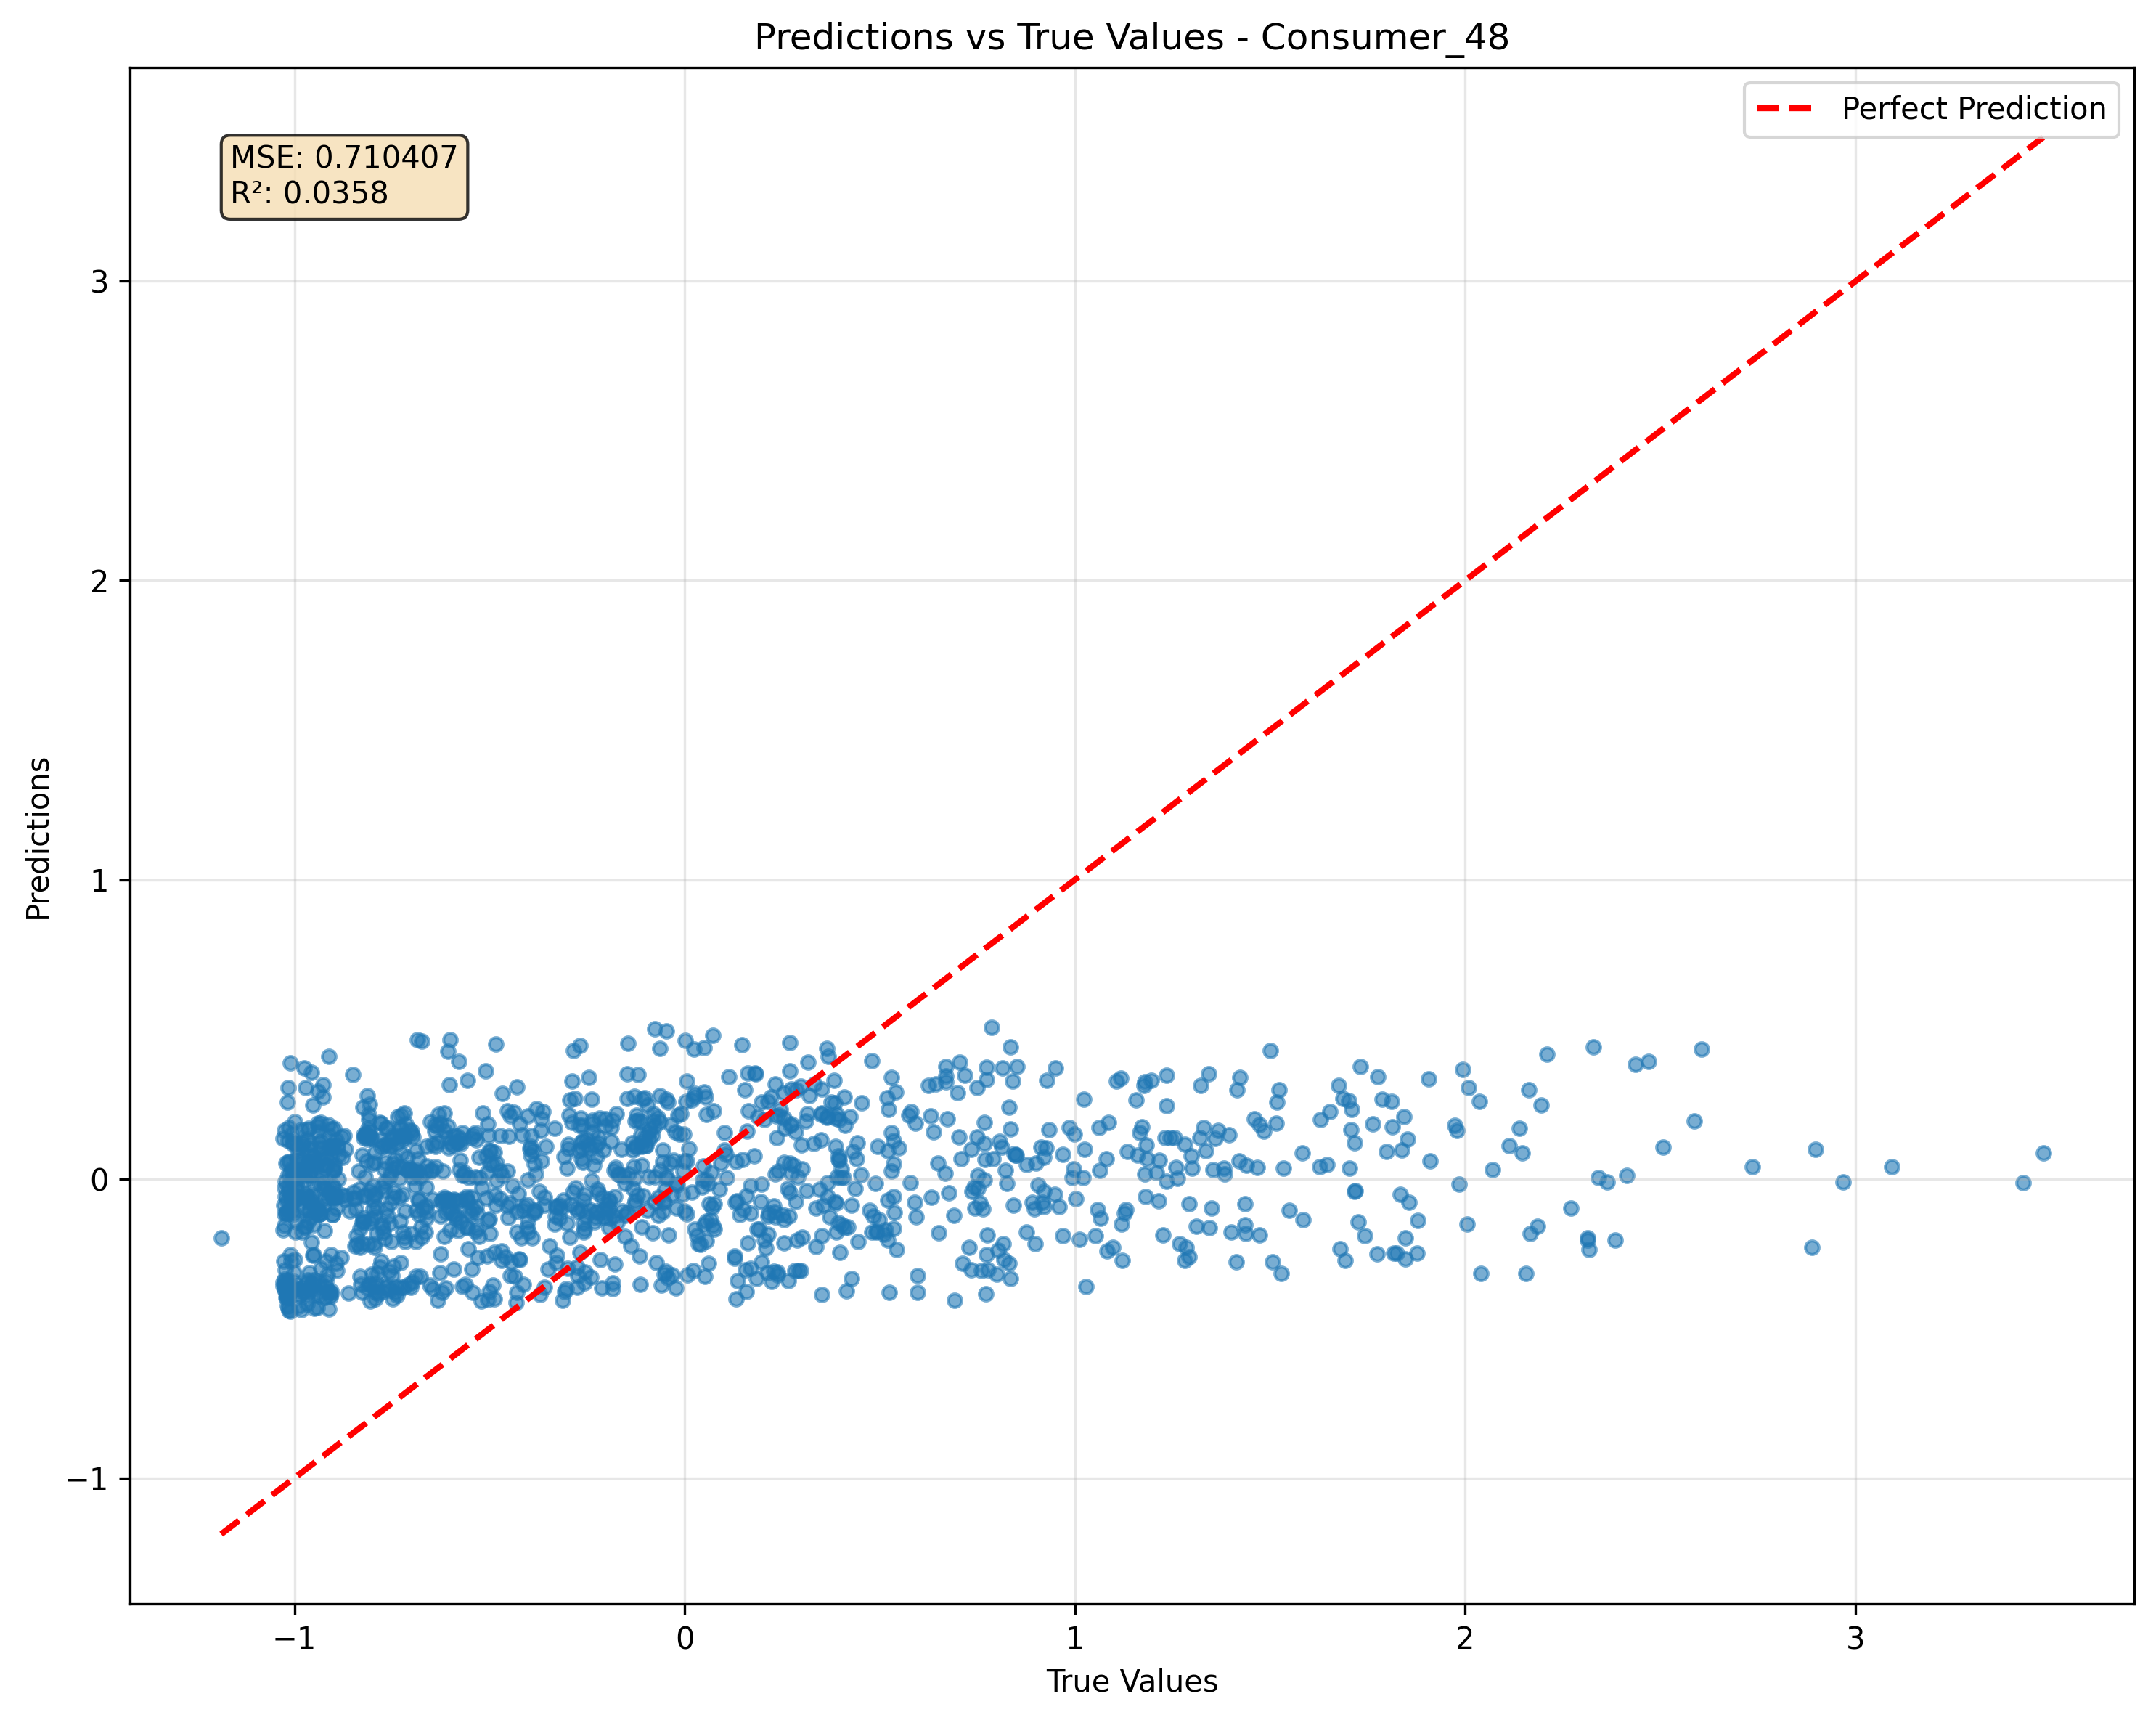 Predictions vs True Values - Consumer_48
Perfect Prediction
MSE: 0.710407
R²: 0.0358
3
2
1
0
−1
Predictions
−1 0 1 2 3
True Values